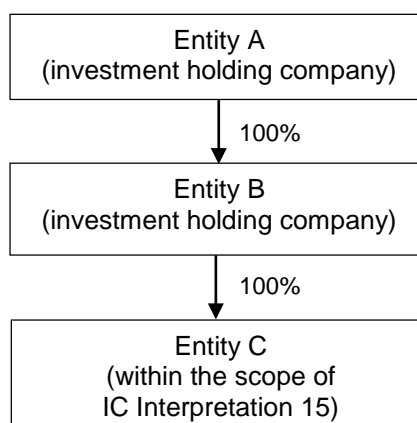 Entity A
(investment holding company)
100%
Entity B
(investment holding company)
100%
Entity C
(within the scope of
IC Interpretation 15)